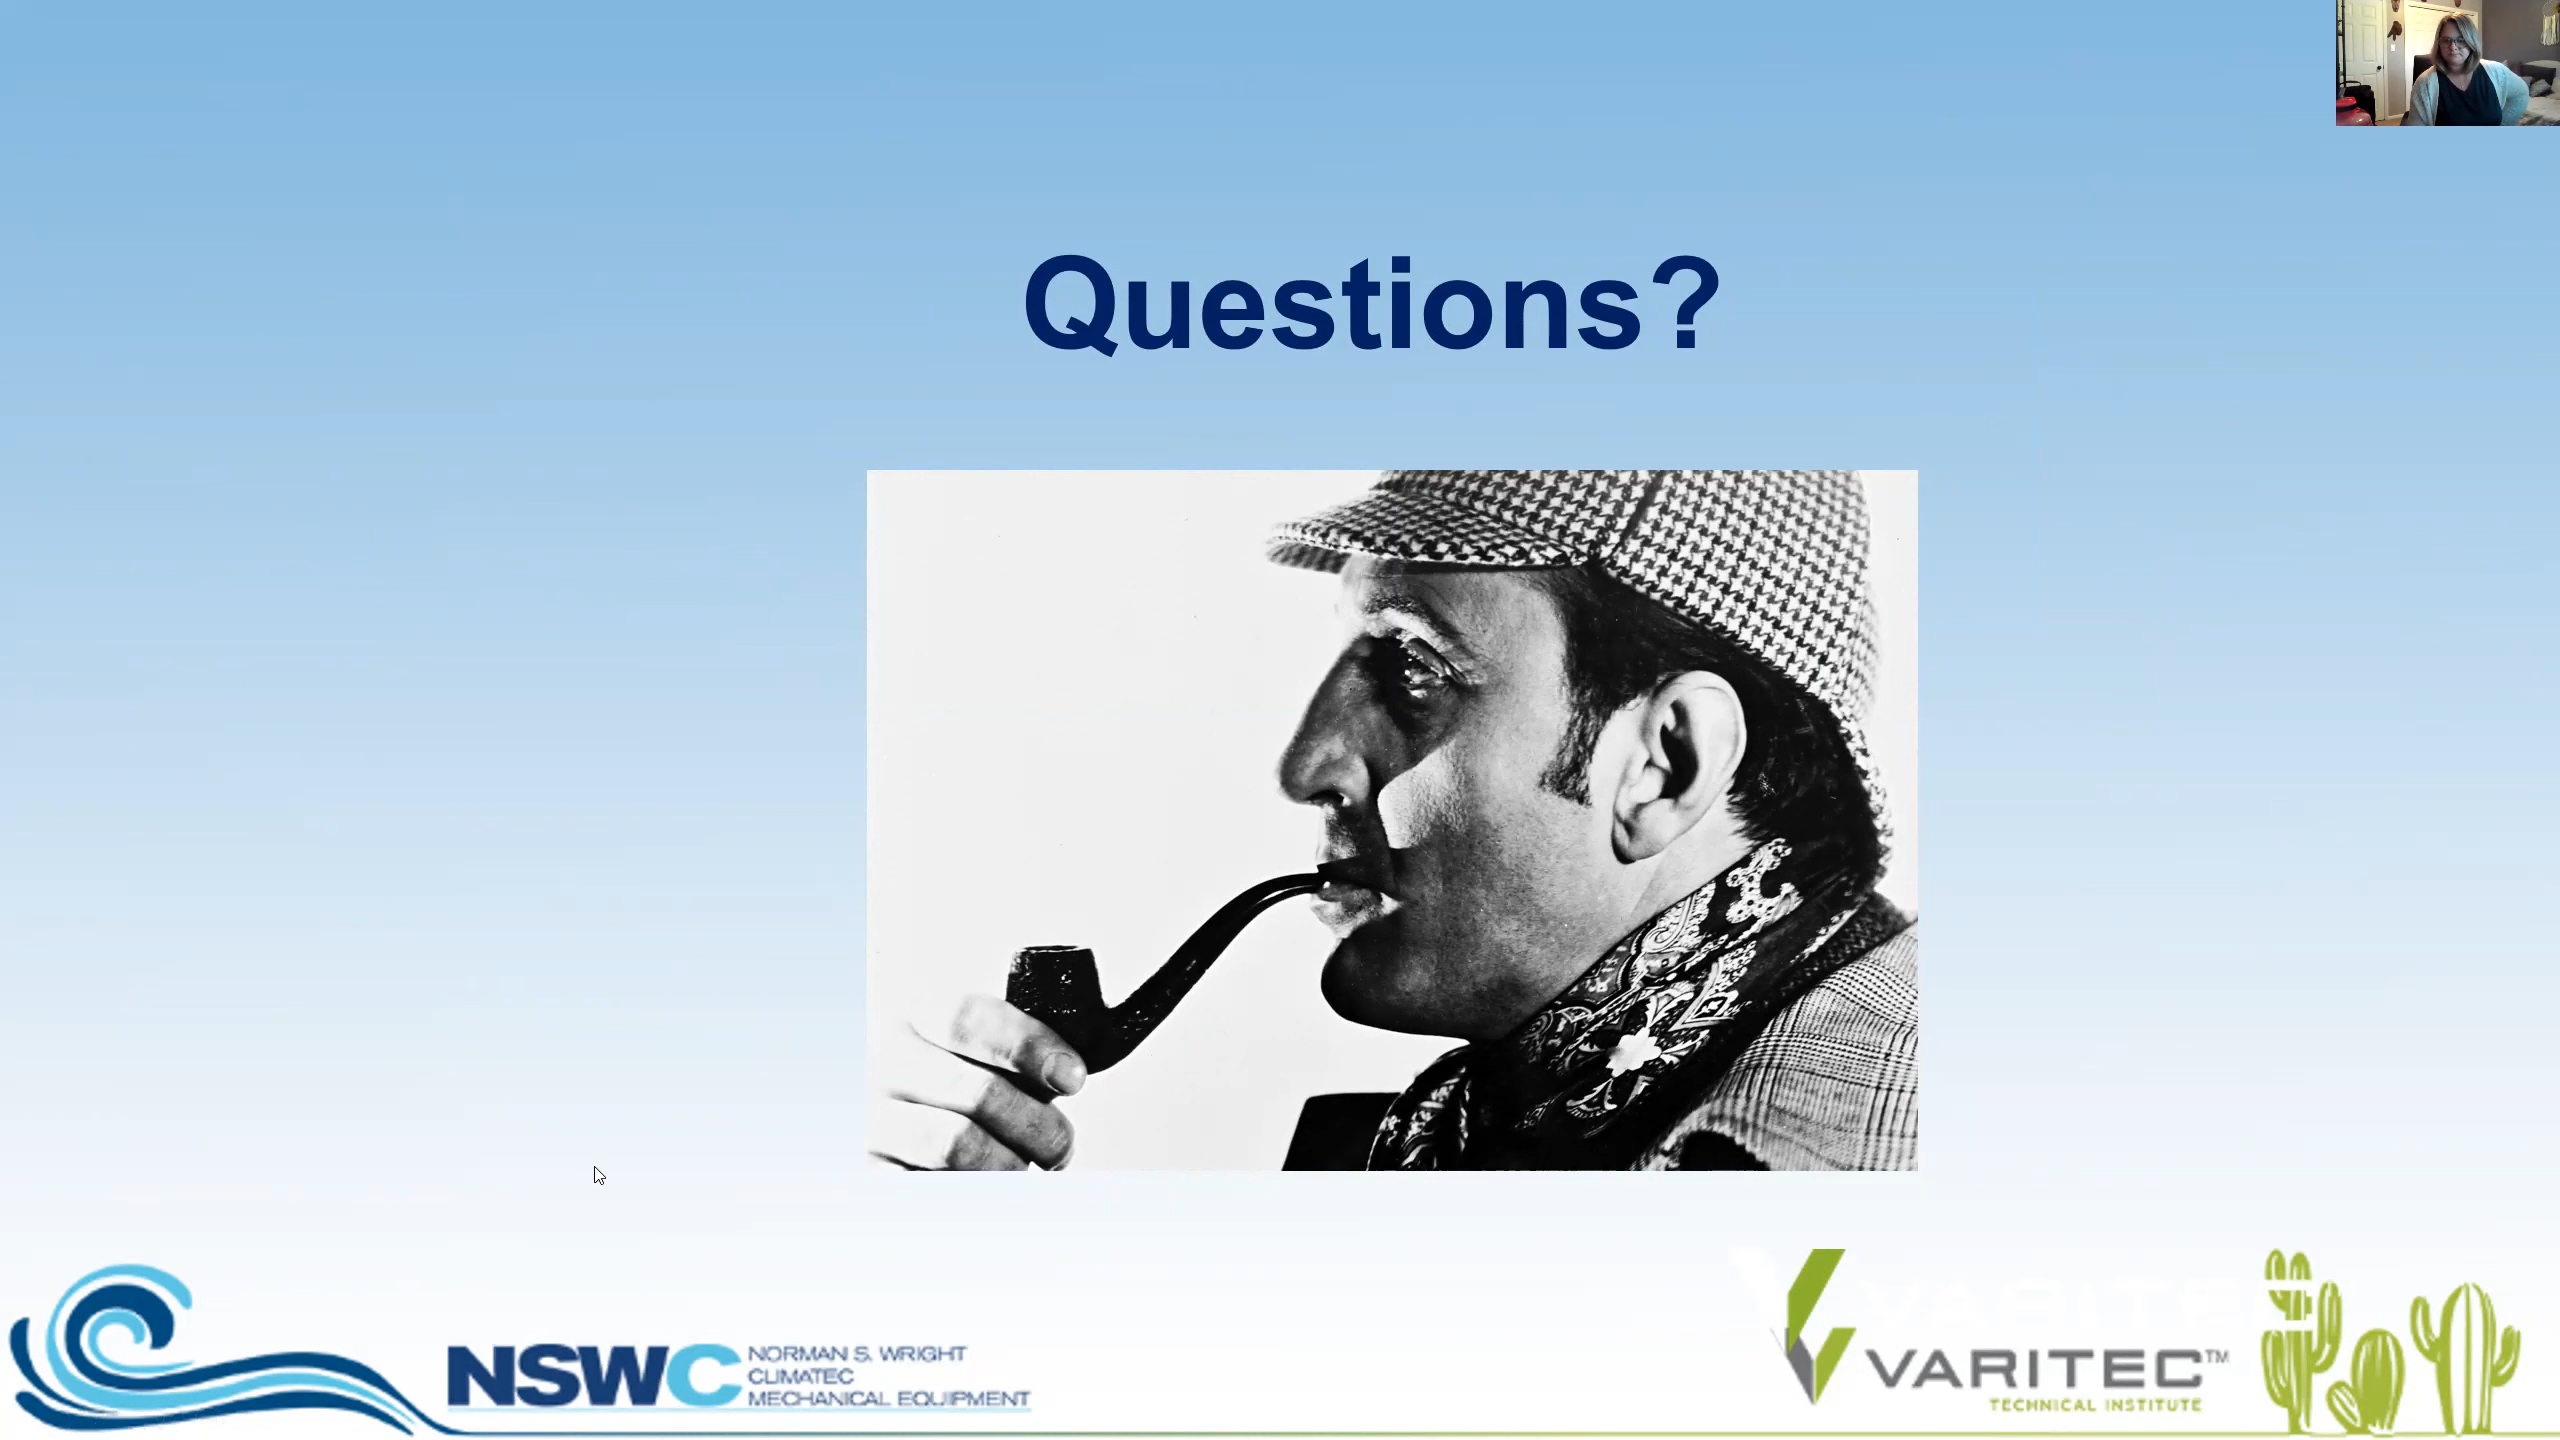 Questions?
NSWC
NORMAN S. WRIGHT
CLIMATEC
MECHANICAL EQUIPMENT
VARITEC™
TECHNICAL INSTITUTE